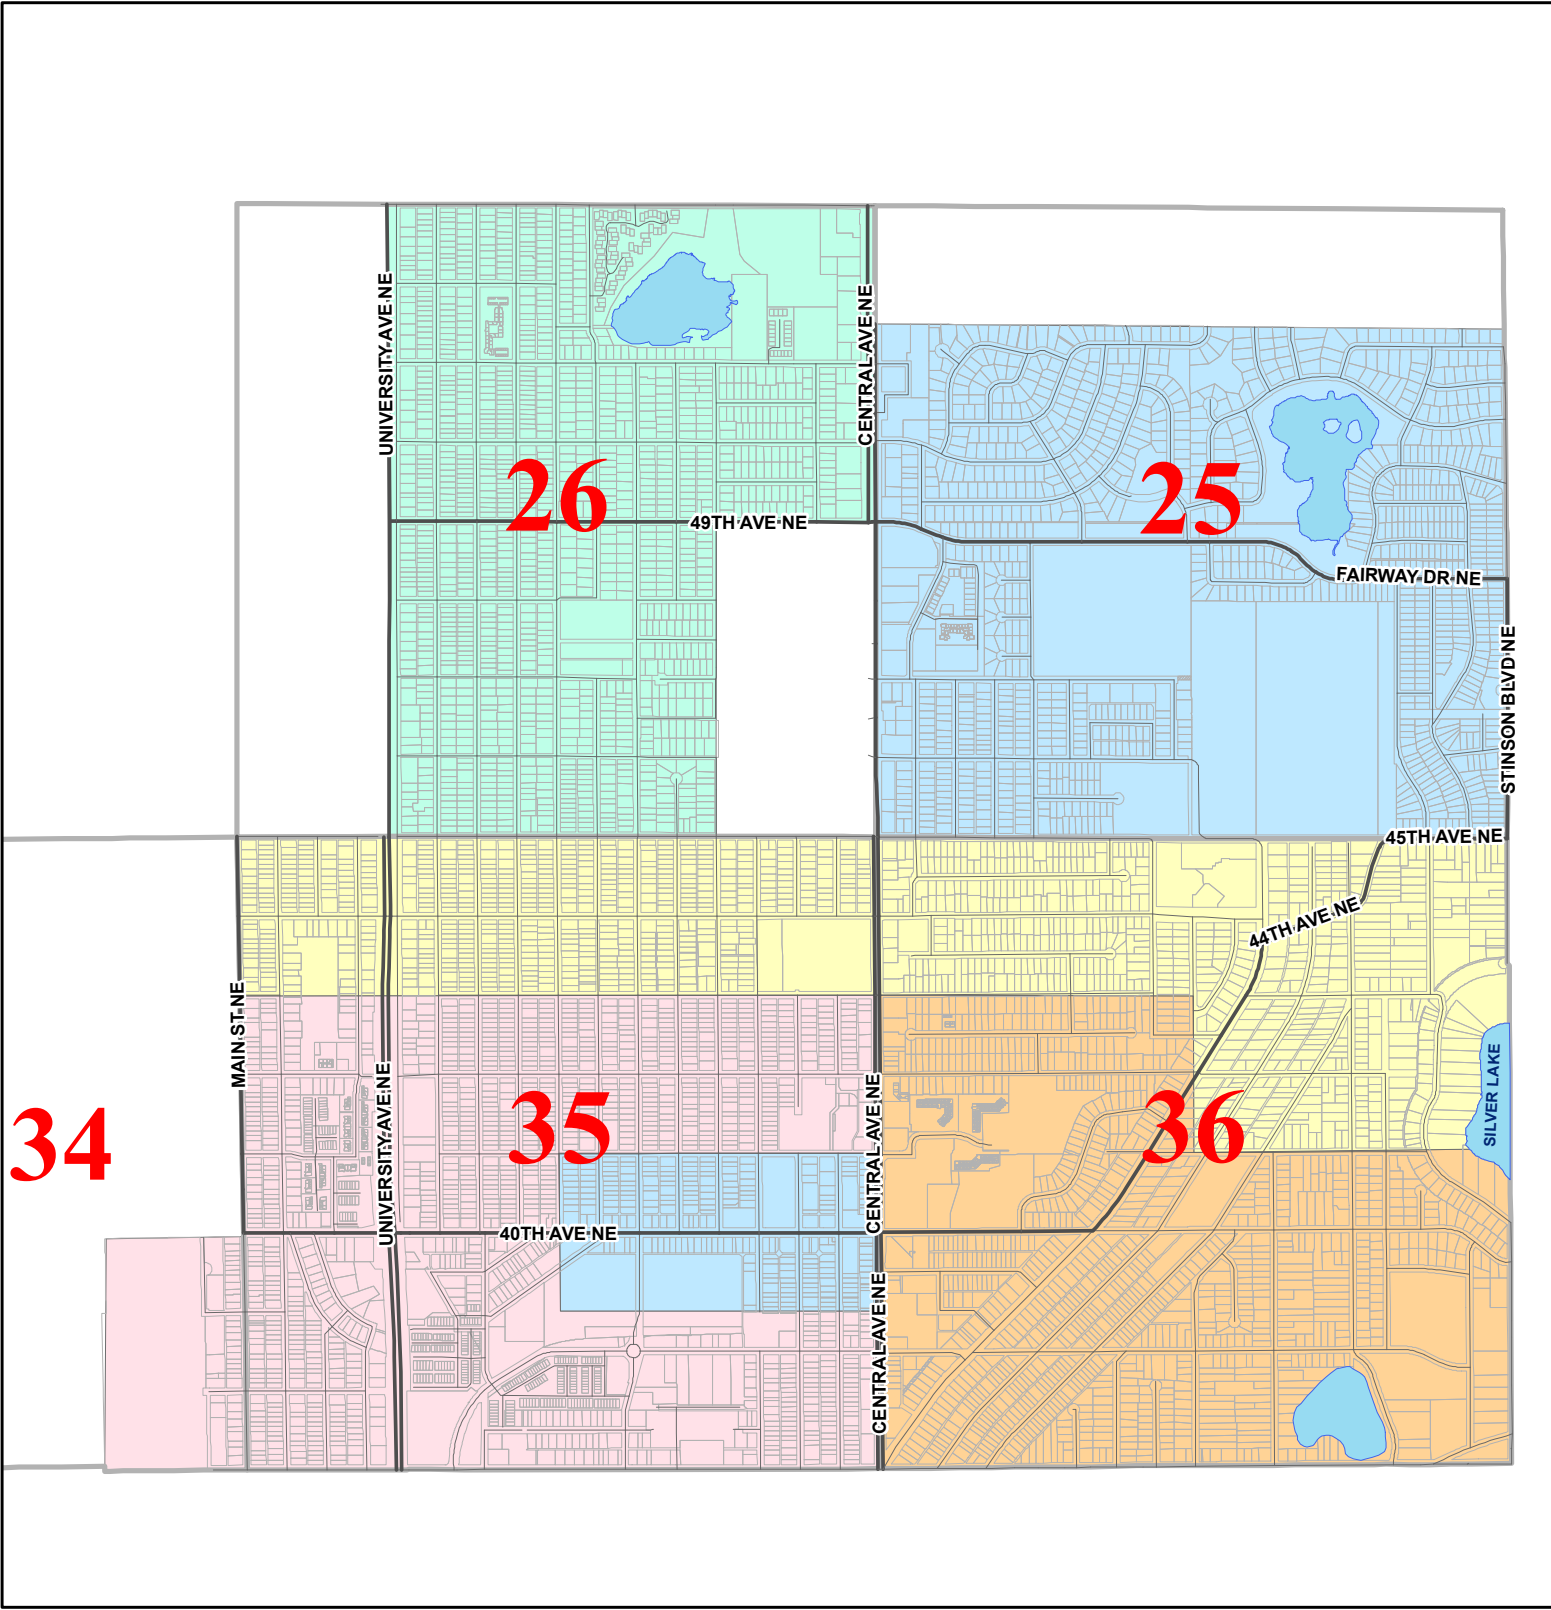 UNIVERSITY AVE NE
CENTRAL AVE NE
26
25
49TH AVE NE
FAIRWAY DR NE
STINSON BLVD NE
45TH AVE NE
44TH AVE NE
MAIN ST NE
UNIVERSITY AVE NE
CENTRAL AVE NE
SILVER LAKE
34
35
36
40TH AVE NE
CENTRAL AVE NE